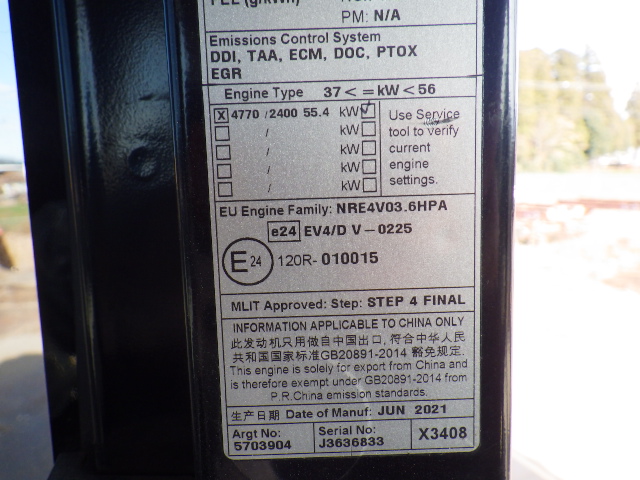 PM: N/A
Emissions Control System
DDI, TAA, ECM, DOC, PTOX
EGR
Engine Type 37 < = kW < 56
X 4770 / 2400 55.4 kW ✓
/ kW
/ kW
/ kW
/ kW
Use Service
tool to verify
current
engine
settings.
EU Engine Family: NRE4V03.6HPA
e24 EV4/D V - 0225
E 24 120R- 010015
MLIT Approved: Step: STEP 4 FINAL
INFORMATION APPLICABLE TO CHINA ONLY
此发动机只用做自中国出口, 符合中华人民
共和国国家标准GB20891-2014 豁免规定.
This engine is solely for export from China and
is therefore exempt under GB20891-2014 from
P.R.China emission standards.
生产日期 Date of Manuf: JUN 2021
Argt No:
5703904
Serial No:
J3636833
X3408